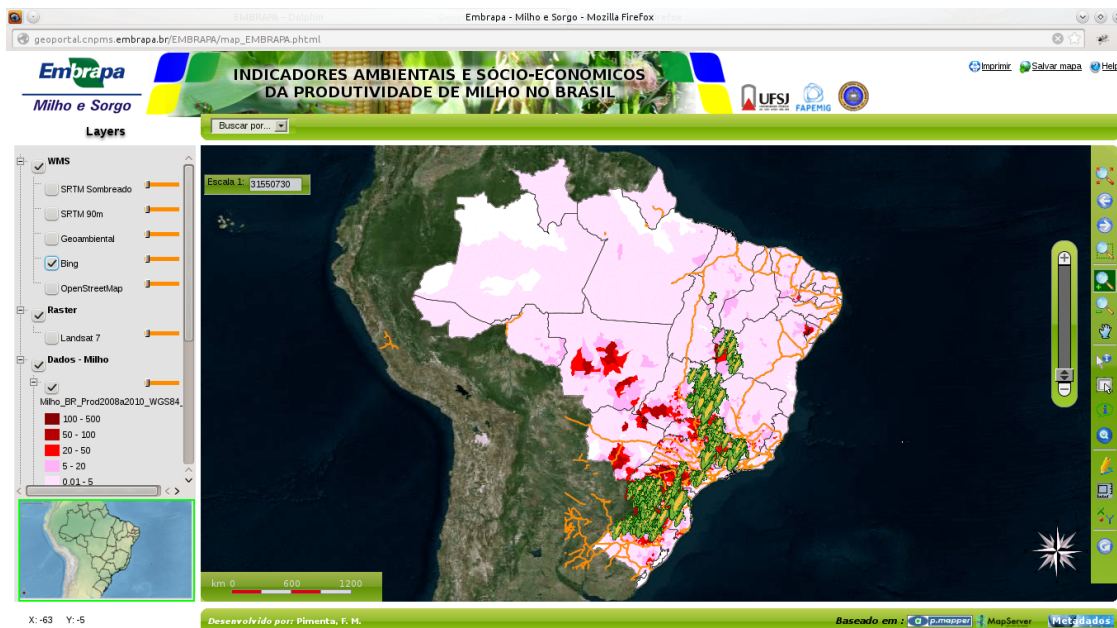 Embrapa - Milho e Sorgo - Mozilla Firefox
geoportal.cnpms.embrapa.br/EMBRAPA/map_EMBRAPA.phtml
Embrapa
Milho e Sorgo
INDICADORES AMBIENTAIS E SÓCIO-ECONOMICOS
DA PRODUTIVIDADE DE MILHO NO BRASIL
UFSJ
FAPEMIG
Imprimir Salvar mapa Help
Layers
Buscar por...
WMS
SRTM Sombreado
SRTM 90m
Geoambiental
Bing
OpenStreetMap
Raster
Landsat 7
Dados - Milho
Milho_BR_Prod2008a2010_WGS84_
100 - 500
50 - 100
20 - 50
5 - 20
0.01 - 5
Escala 1: 31550730
km 0 600 1200
X: -63 Y: -5
Desenvolvido por: Pimenta, F. M.
Baseado em : p.mapper MapServer Metadados